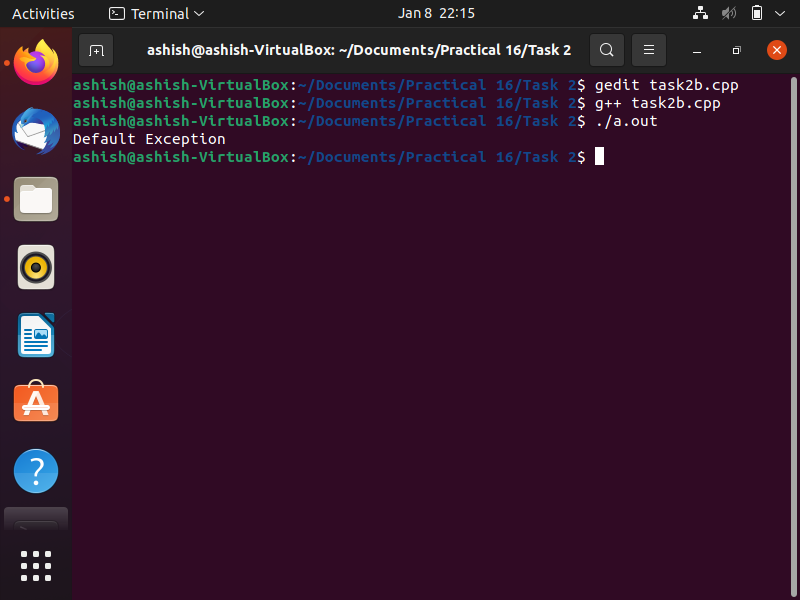 Activities Terminal Jan 8 22:15
ashish@ashish-VirtualBox: ~/Documents/Practical 16/Task 2
ashish@ashish-VirtualBox:~/Documents/Practical 16/Task 2$ gedit task2b.cpp
ashish@ashish-VirtualBox:~/Documents/Practical 16/Task 2$ g++ task2b.cpp
ashish@ashish-VirtualBox:~/Documents/Practical 16/Task 2$ ./a.out
Default Exception
ashish@ashish-VirtualBox:~/Documents/Practical 16/Task 2$